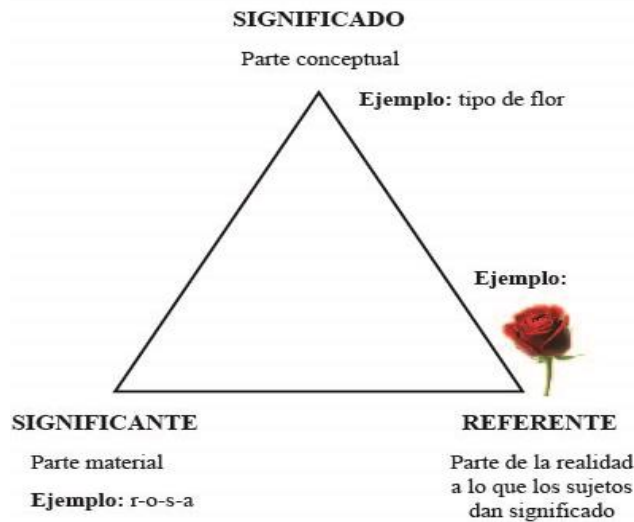 SIGNIFICADO
Parte conceptual
Ejemplo: tipo de flor
Ejemplo:
SIGNIFICANTE
Parte material
Ejemplo: r-o-s-a
REFERENTE
Parte de la realidad
a lo que los sujetos
dan significado